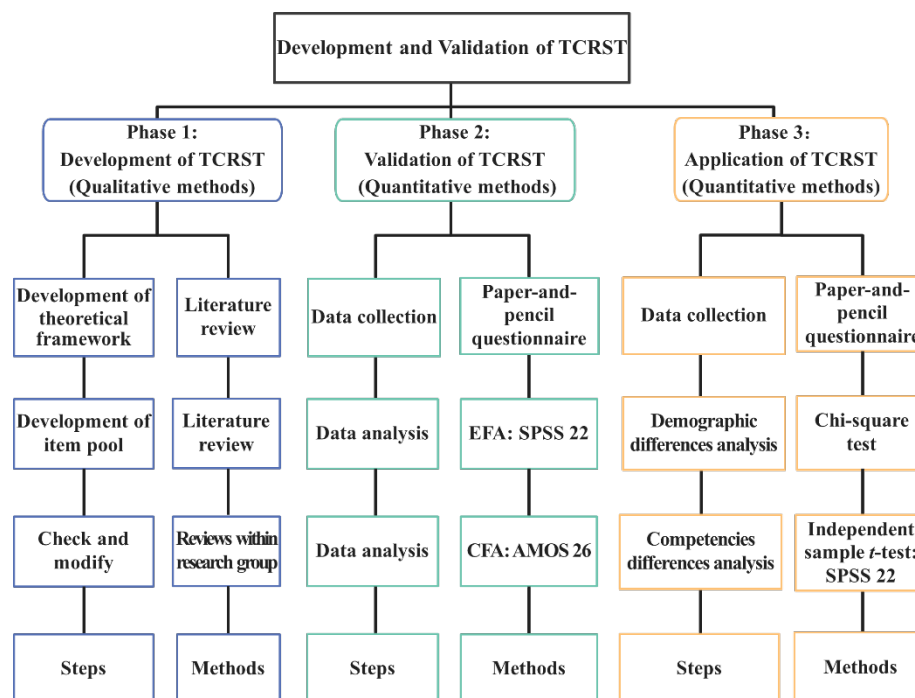 Development and Validation of TCRST
Phase 1:
Development of TCRST
(Qualitative methods)
Phase 2:
Validation of TCRST
(Quantitative methods)
Phase 3：
Application of TCRST
(Quantitative methods)
Development of
theoretical
framework
Literature
review
Data collection
Paper-and-
pencil
questionnaire
Data collection
Paper-and-
pencil
questionnaire
Development of
item pool
Literature
review
Data analysis
EFA: SPSS 22
Demographic
differences analysis
Chi-square
test
Check and
modify
Reviews within
research group
Data analysis
CFA: AMOS 26
Competencies
differences analysis
Independent
sample t-test:
SPSS 22
Steps
Methods
Steps
Methods
Steps
Methods